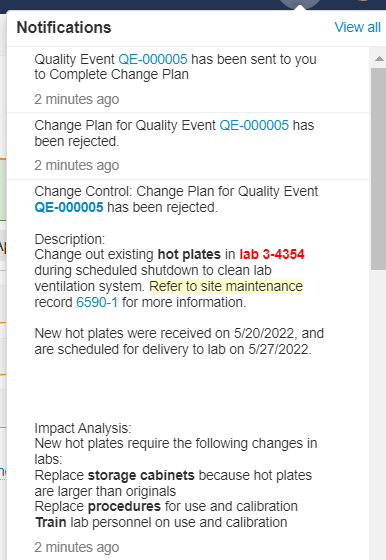 Notifications View all
Quality Event QE-000005 has been sent to you
to Complete Change Plan
2 minutes ago
Change Plan for Quality Event QE-000005 has
been rejected.
2 minutes ago
Change Control: Change Plan for Quality Event
QE-000005 has been rejected.
Description:
Change out existing hot plates in lab 3-4354
during scheduled shutdown to clean lab
ventilation system. Refer to site maintenance
record 6590-1 for more information.
New hot plates were received on 5/20/2022, and
are scheduled for delivery to lab on 5/27/2022.
Impact Analysis:
New hot plates require the following changes in
labs:
Replace storage cabinets because hot plates
are larger than originals
Replace procedures for use and calibration
Train lab personnel on use and calibration
2 minutes ago